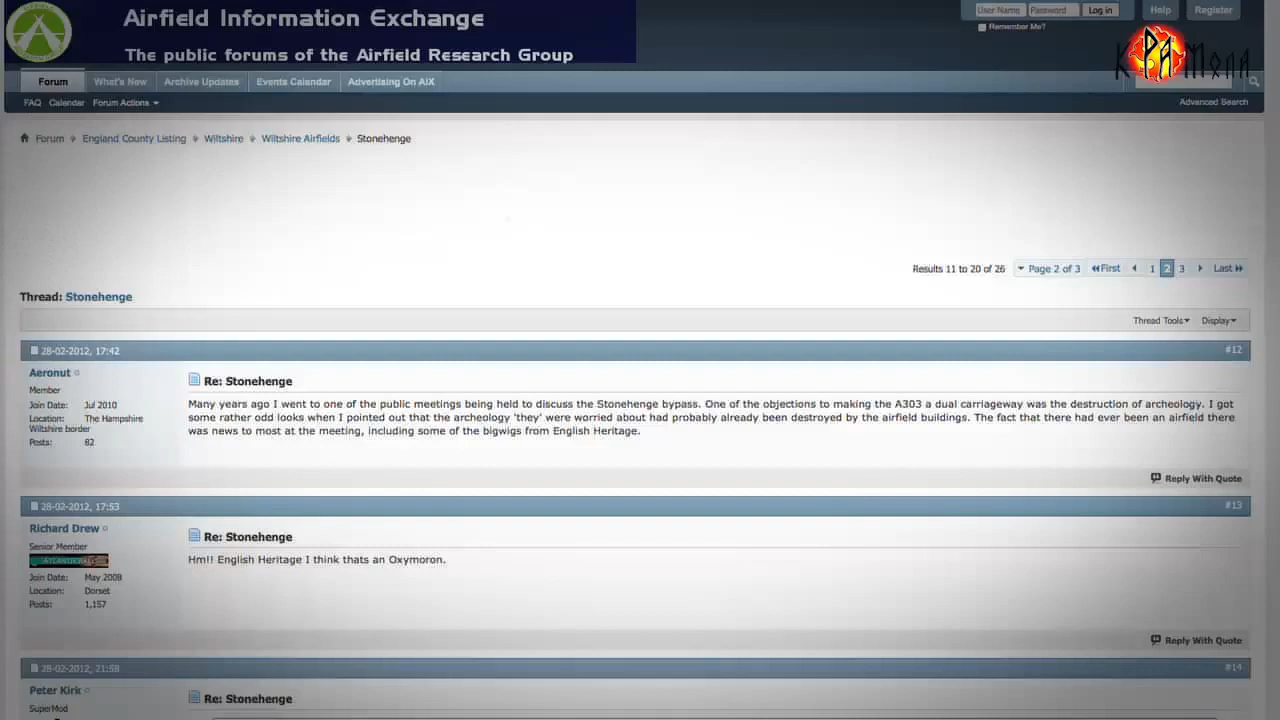 Airfield Information Exchange
The public forums of the Airfield Research Group
User Name Password Log in Help Register
Remember Me?
Forum What's New Archive Updates Events Calendar Advertising On AiX
FAQ Calendar Forum Actions
Advanced Search
Forum England County Listing Wiltshire Wiltshire Airfields Stonehenge
Results 11 to 20 of 26 Page 2 of 3 First 1 2 3 Last
Thread: Stonehenge
Thread Tools Display
28-02-2012, 17:42 #12
Aeronut
Member
Join Date: Jul 2010
Location: The Hampshire
Wiltshire border
Posts: 82
Re: Stonehenge
Many years ago I went to one of the public meetings being held to discuss the Stonehenge bypass. One of the objections to making the A303 a dual carriageway was the destruction of archeology. I got
some rather odd looks when I pointed out that the archeology 'they' were worried about had probably already been destroyed by the airfield buildings. The fact that there had ever been an airfield there
was news to most at the meeting, including some of the bigwigs from English Heritage.
Reply With Quote
28-02-2012, 17:53 #13
Richard Drew
Senior Member
Join Date: May 2008
Location: Dorset
Posts: 1,157
Re: Stonehenge
Hm!! English Heritage I think thats an Oxymoron.
Reply With Quote
28-02-2012, 21:58 #14
Peter Kirk
SuperMod
Re: Stonehenge